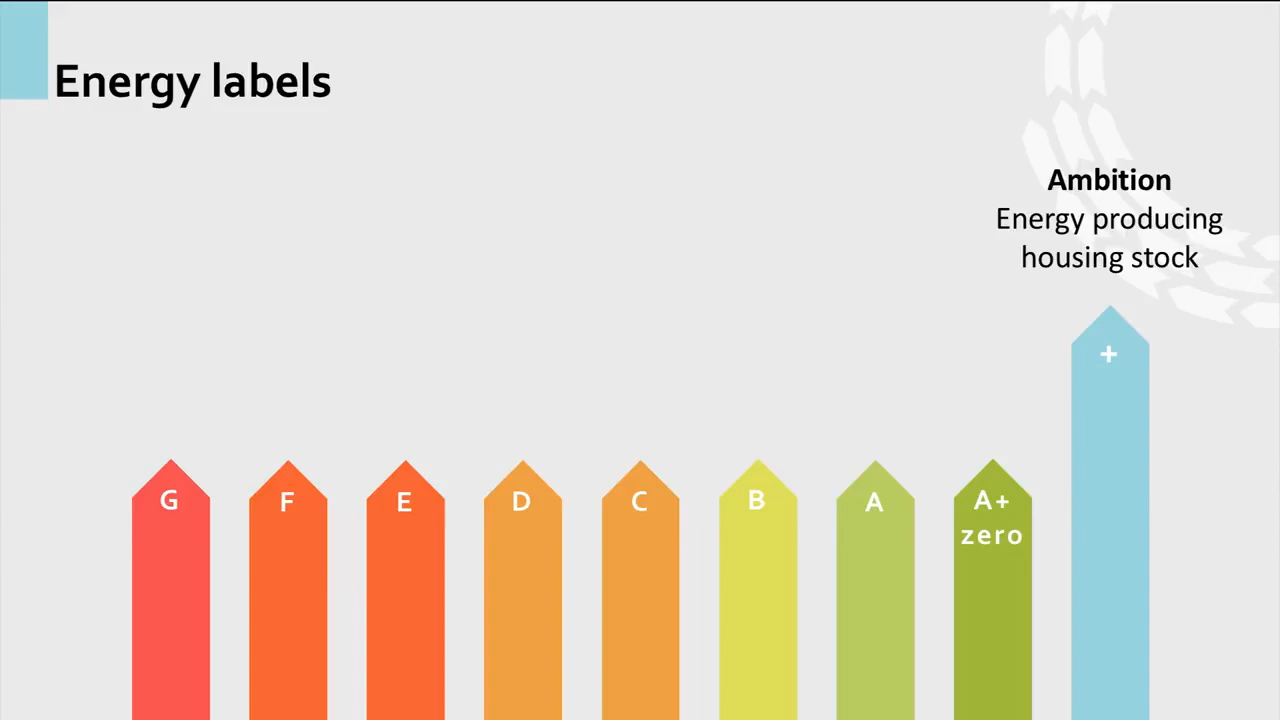 Energy labels
Ambition
Energy producing
housing stock
+
G
F
E
D
C
B
A
A+
zero